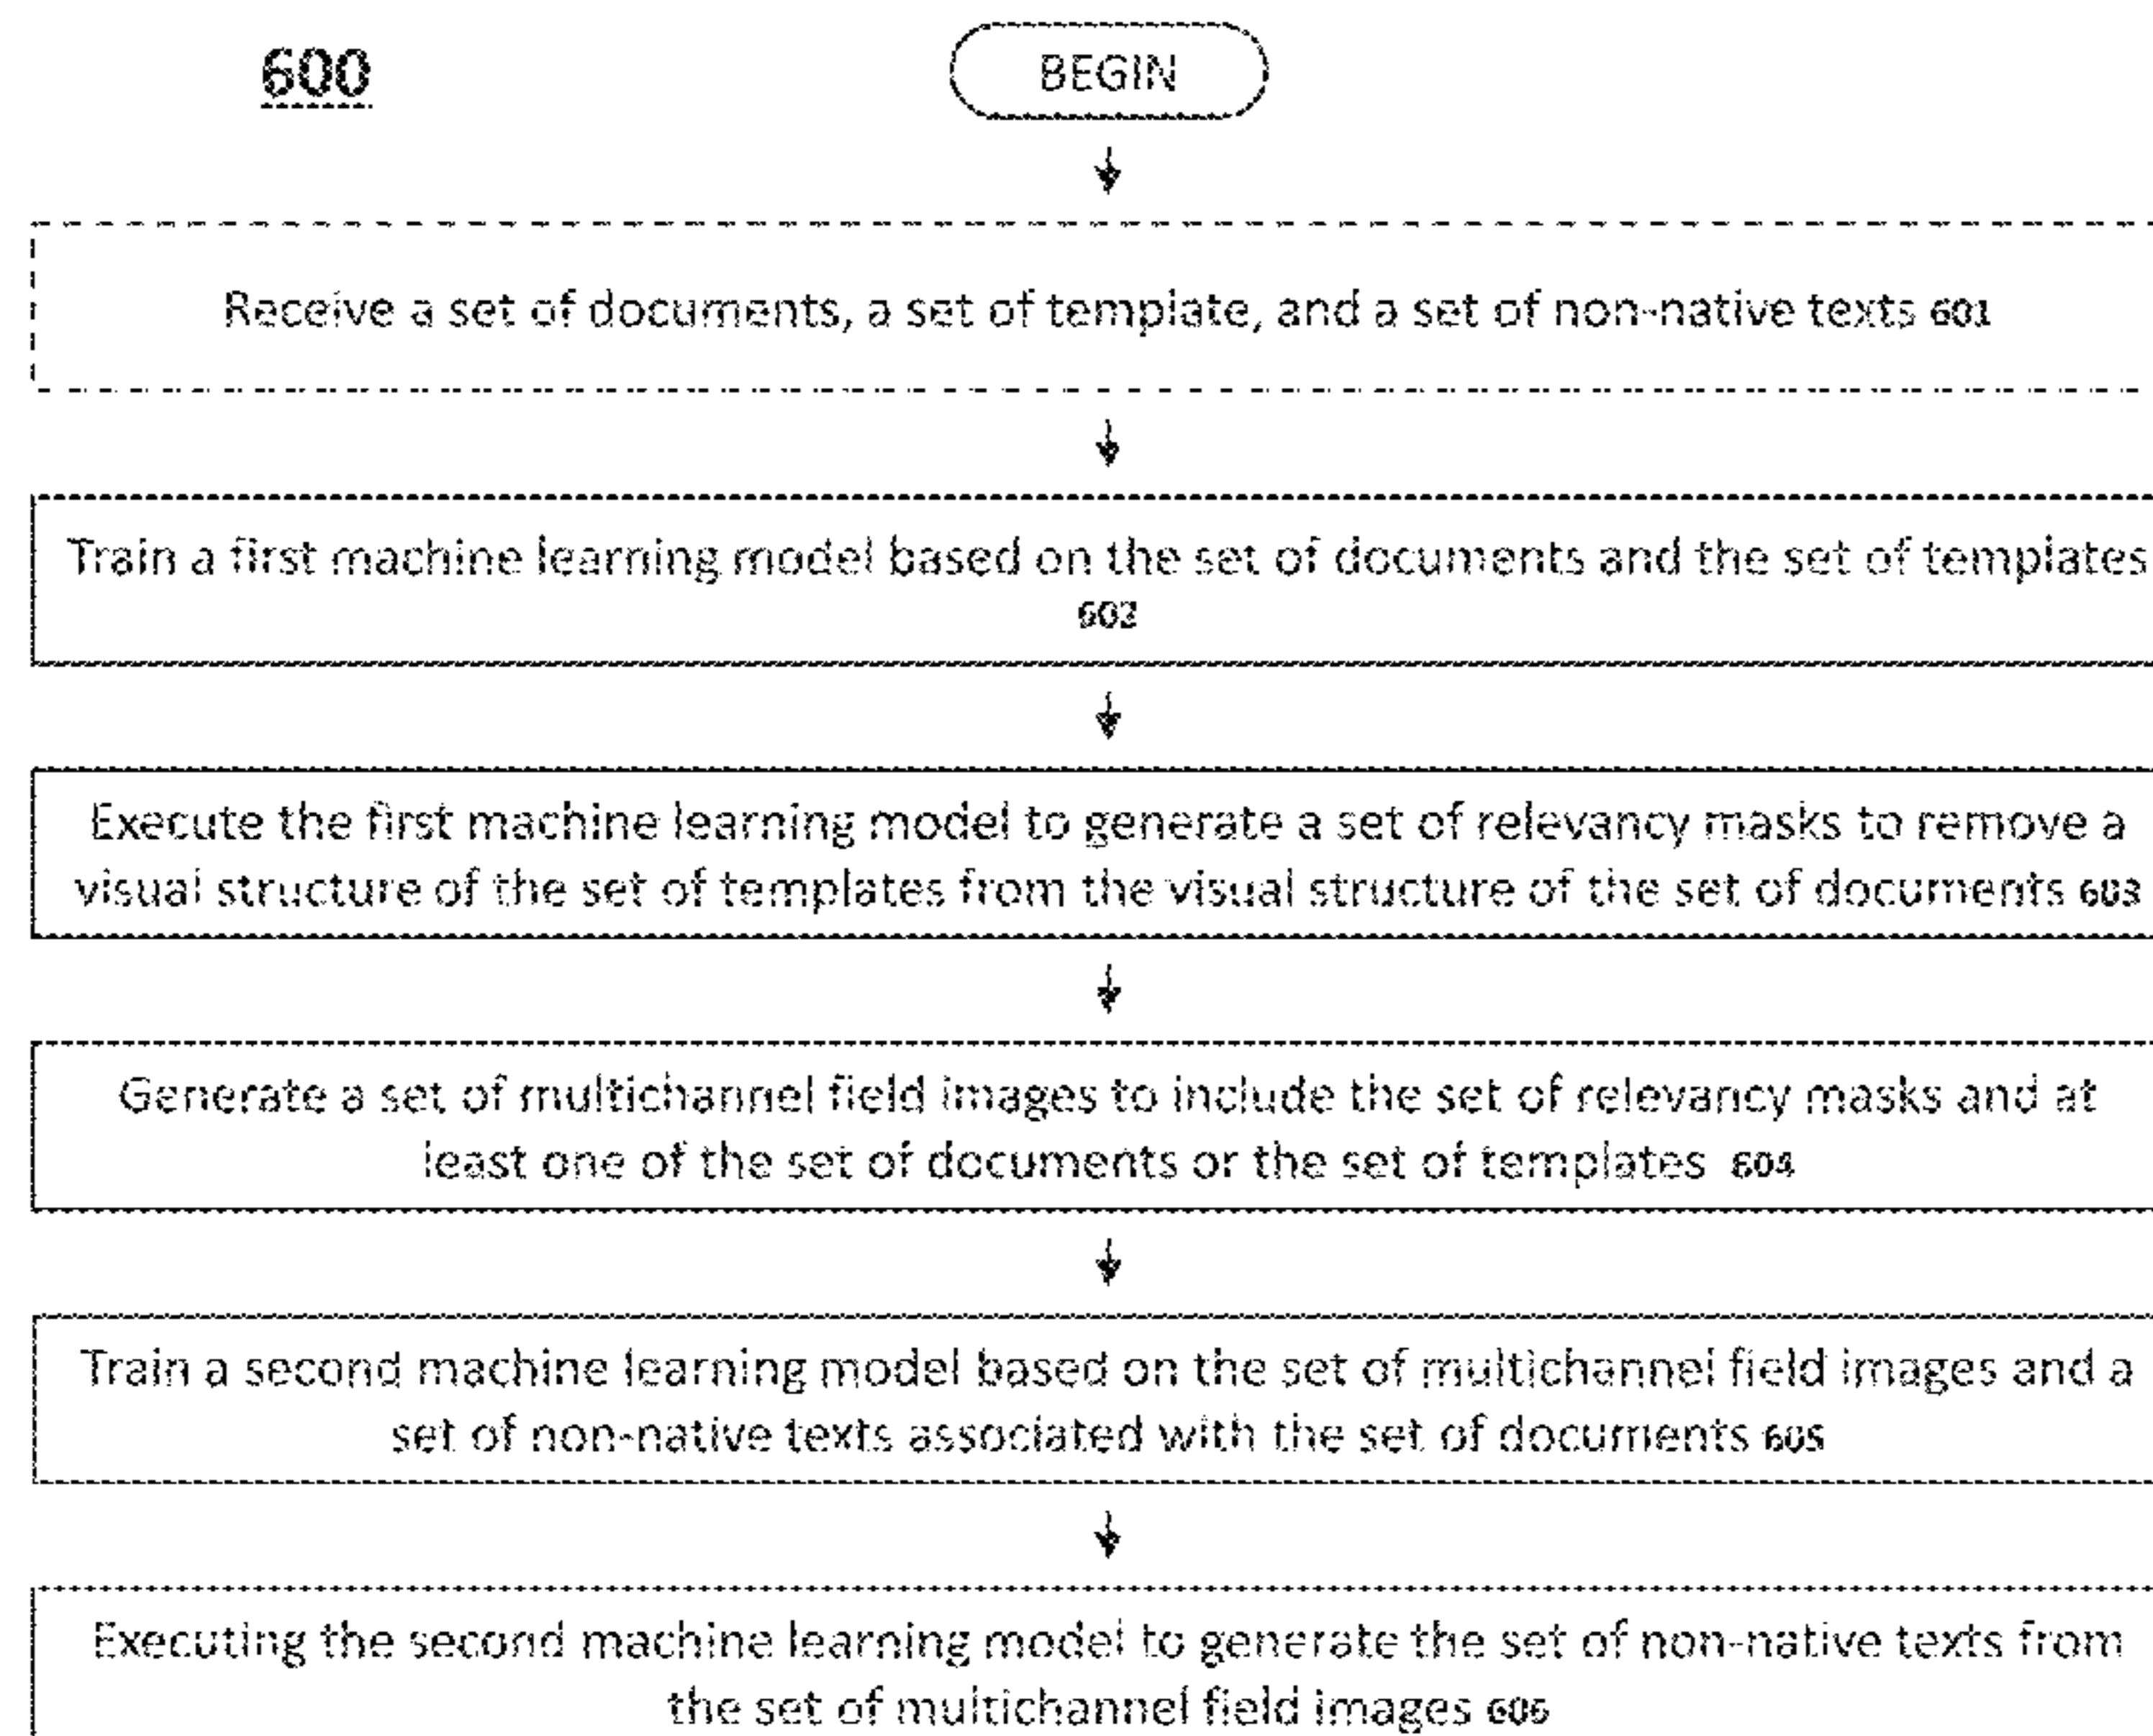 600
BEGIN
Receive a set of documents, a set of template, and a set of non-native texts 601
Train a first machine learning model based on the set of documents and the set of templates
602
Execute the first machine learning model to generate a set of relevancy masks to remove a
visual structure of the set of templates from the visual structure of the set of documents 603
Generate a set of multichannel field images to include the set of relevancy masks and at
least one of the set of documents or the set of templates 604
Train a second machine learning model based on the set of multichannel field images and a
set of non-native texts associated with the set of documents 605
Executing the second machine learning model to generate the set of non-native texts from
the set of multichannel field images 606